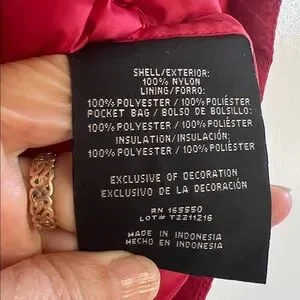 SHELL/EXTERIOR:
100% NYLON
LINING/FORRO:
100% POLYESTER / 100% POLIÉSTER
POCKET BAG / BOLSO DE BOLSILLO:
100% POLYESTER / 100% POLIÉSTER
INSULATION/INSULACIÓN:
100% POLYESTER / 100% POLIÉSTER
EXCLUSIVE OF DECORATION
EXCLUSIVO DE LA DECORACIÓN
RN 165550
LOT# T2211216
MADE IN INDONESIA
HECHO EN INDONESIA